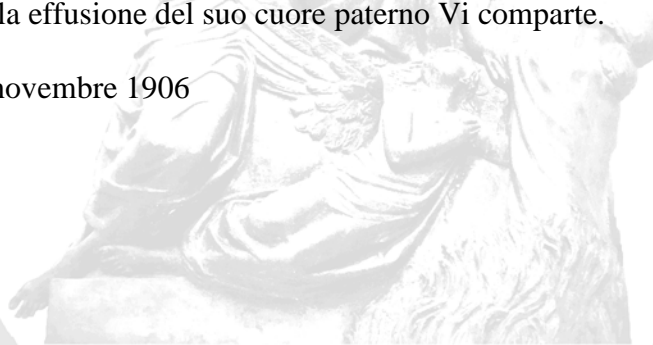 la effusione del suo cuore paterno Vi comparte.
novembre 1906